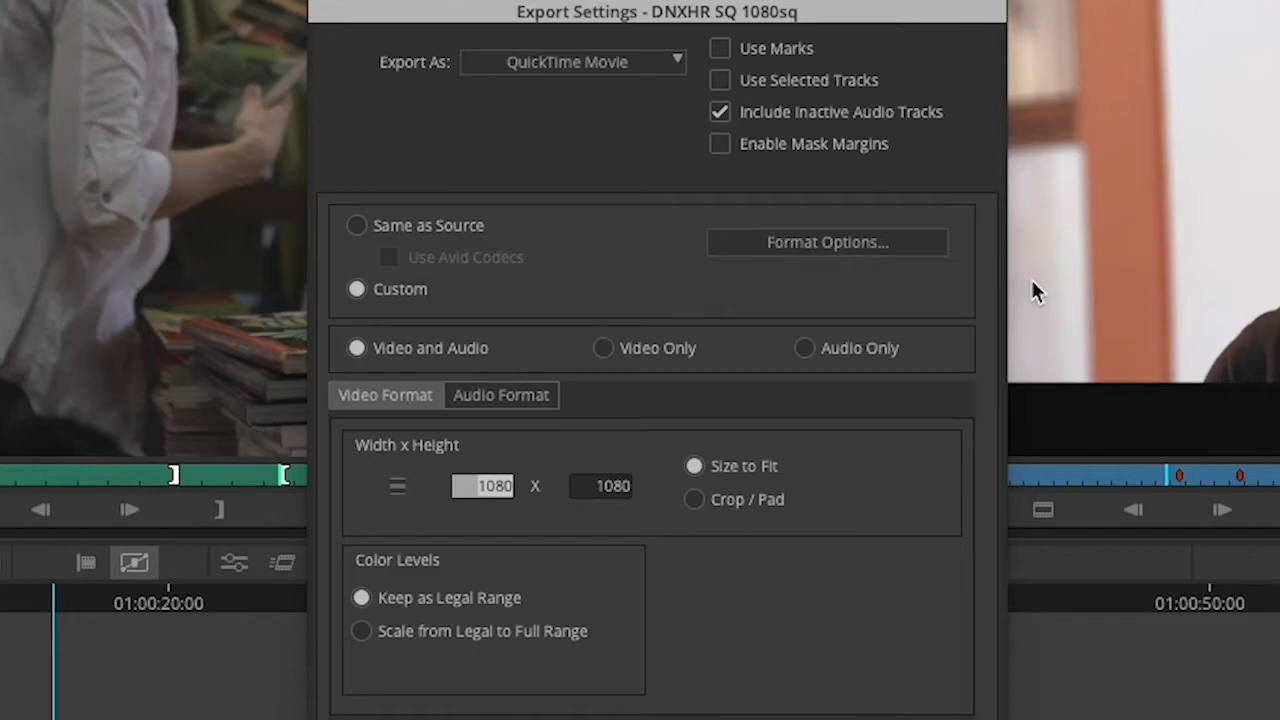 Export Settings - DNXHR SQ 1080sq
Export As: QuickTime Movie
Use Marks
Use Selected Tracks
Include Inactive Audio Tracks
Enable Mask Margins
Same as Source
Use Avid Codecs
Format Options...
Custom
Video and Audio Video Only Audio Only
Video Format Audio Format
Width x Height
1080 X 1080
Size to Fit
Crop / Pad
Color Levels
Keep as Legal Range
Scale from Legal to Full Range
01:00:20:00
01:00:50:00